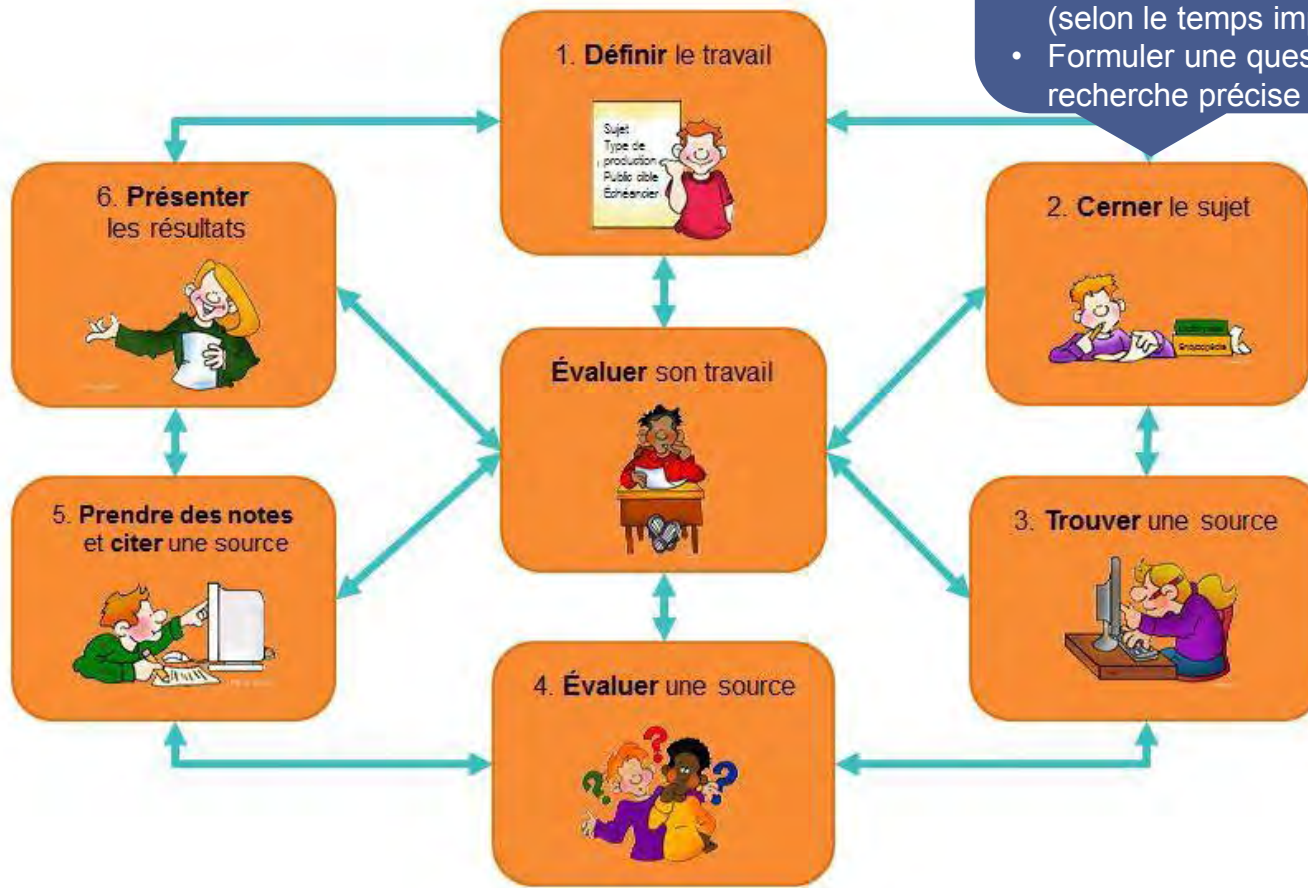 (selon le temps im
• Formuler une ques
recherche précise
1. Définir le travail
Sujet
Type de
production
Public cible
Échéancier
6. Présenter
les résultats
2. Cerner le sujet
Encyclopédie
Évaluer son travail
5. Prendre des notes
et citer une source
3. Trouver une source
4. Évaluer une source